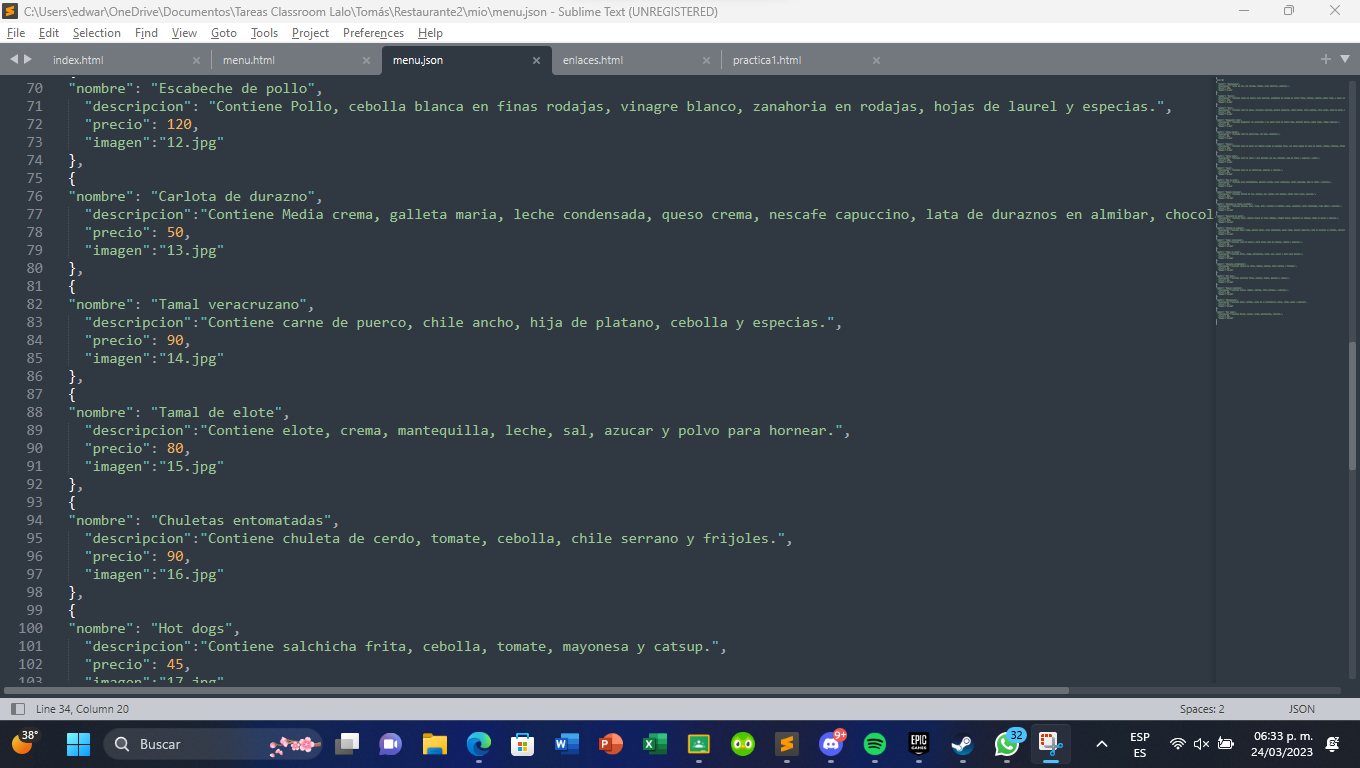 C:\Users\edwar\OneDrive\Documentos\Tareas Classroom Lalo\Tomás\Restaurante2\mio\menu.json - Sublime Text (UNREGISTERED)
File Edit Selection Find View Goto Tools Project Preferences Help
index.html menu.html menu.json enlaces.html practica1.html
70 "nombre": "Escabeche de pollo",
71 "descripcion": "Contiene Pollo, cebolla blanca en finas rodajas, vinagre blanco, zanahoria en rodajas, hojas de laurel y especias.",
72 "precio": 120,
73 "imagen":"12.jpg"
74 },
75 {
76 "nombre": "Carlota de durazno",
77 "descripcion":"Contiene Media crema, galleta maria, leche condensada, queso crema, nescafe capuccino, lata de duraznos en almibar, chocol
78 "precio": 50,
79 "imagen":"13.jpg"
80 },
81 {
82 "nombre": "Tamal veracruzano",
83 "descripcion":"Contiene carne de puerco, chile ancho, hija de platano, cebolla y especias.",
84 "precio": 90,
85 "imagen":"14.jpg"
86 },
87 {
88 "nombre": "Tamal de elote",
89 "descripcion":"Contiene elote, crema, mantequilla, leche, sal, azucar y polvo para hornear.",
90 "precio": 80,
91 "imagen":"15.jpg"
92 },
93 {
94 "nombre": "Chuletas entomatadas",
95 "descripcion":"Contiene chuleta de cerdo, tomate, cebolla, chile serrano y frijoles.",
96 "precio": 90,
97 "imagen":"16.jpg"
98 },
99 {
100 "nombre": "Hot dogs",
101 "descripcion":"Contiene salchicha frita, cebolla, tomate, mayonesa y catsup.",
102 "precio": 45,
103 "imagen":"17.jpg"
Line 34, Column 20 Spaces: 2 JSON
38° Buscar 9+ EPIC GAMES 32 ESP 06:33 p. m.
ES 24/03/2023